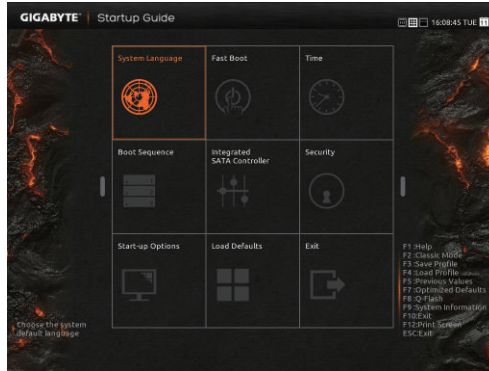 GIGABYTE™ Startup Guide
16:08:45 TUE 11
System Language
Fast Boot
Time
Boot Sequence
Integrated
SATA Controller
Security
Start-up Options
Load Defaults
Exit
Choose the system
default language
F1 :Help
F2 :Classic Mode
F3 :Save Profile
F4 :Load Profile
F5 :Previous Values
F7 :Optimized Defaults
F8 :Q-Flash
F9 :System Information
F10:Exit
F12:Print Screen
ESC:Exit